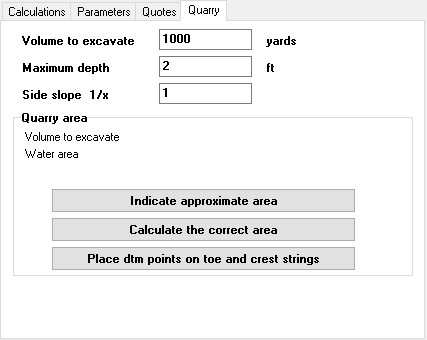 Calculations Parameters Quotes Quarry
Volume to excavate 1000 yards
Maximum depth 2 ft
Side slope 1/x 1
Quarry area
Volume to excavate
Water area
Indicate approximate area
Calculate the correct area
Place dtm points on toe and crest strings